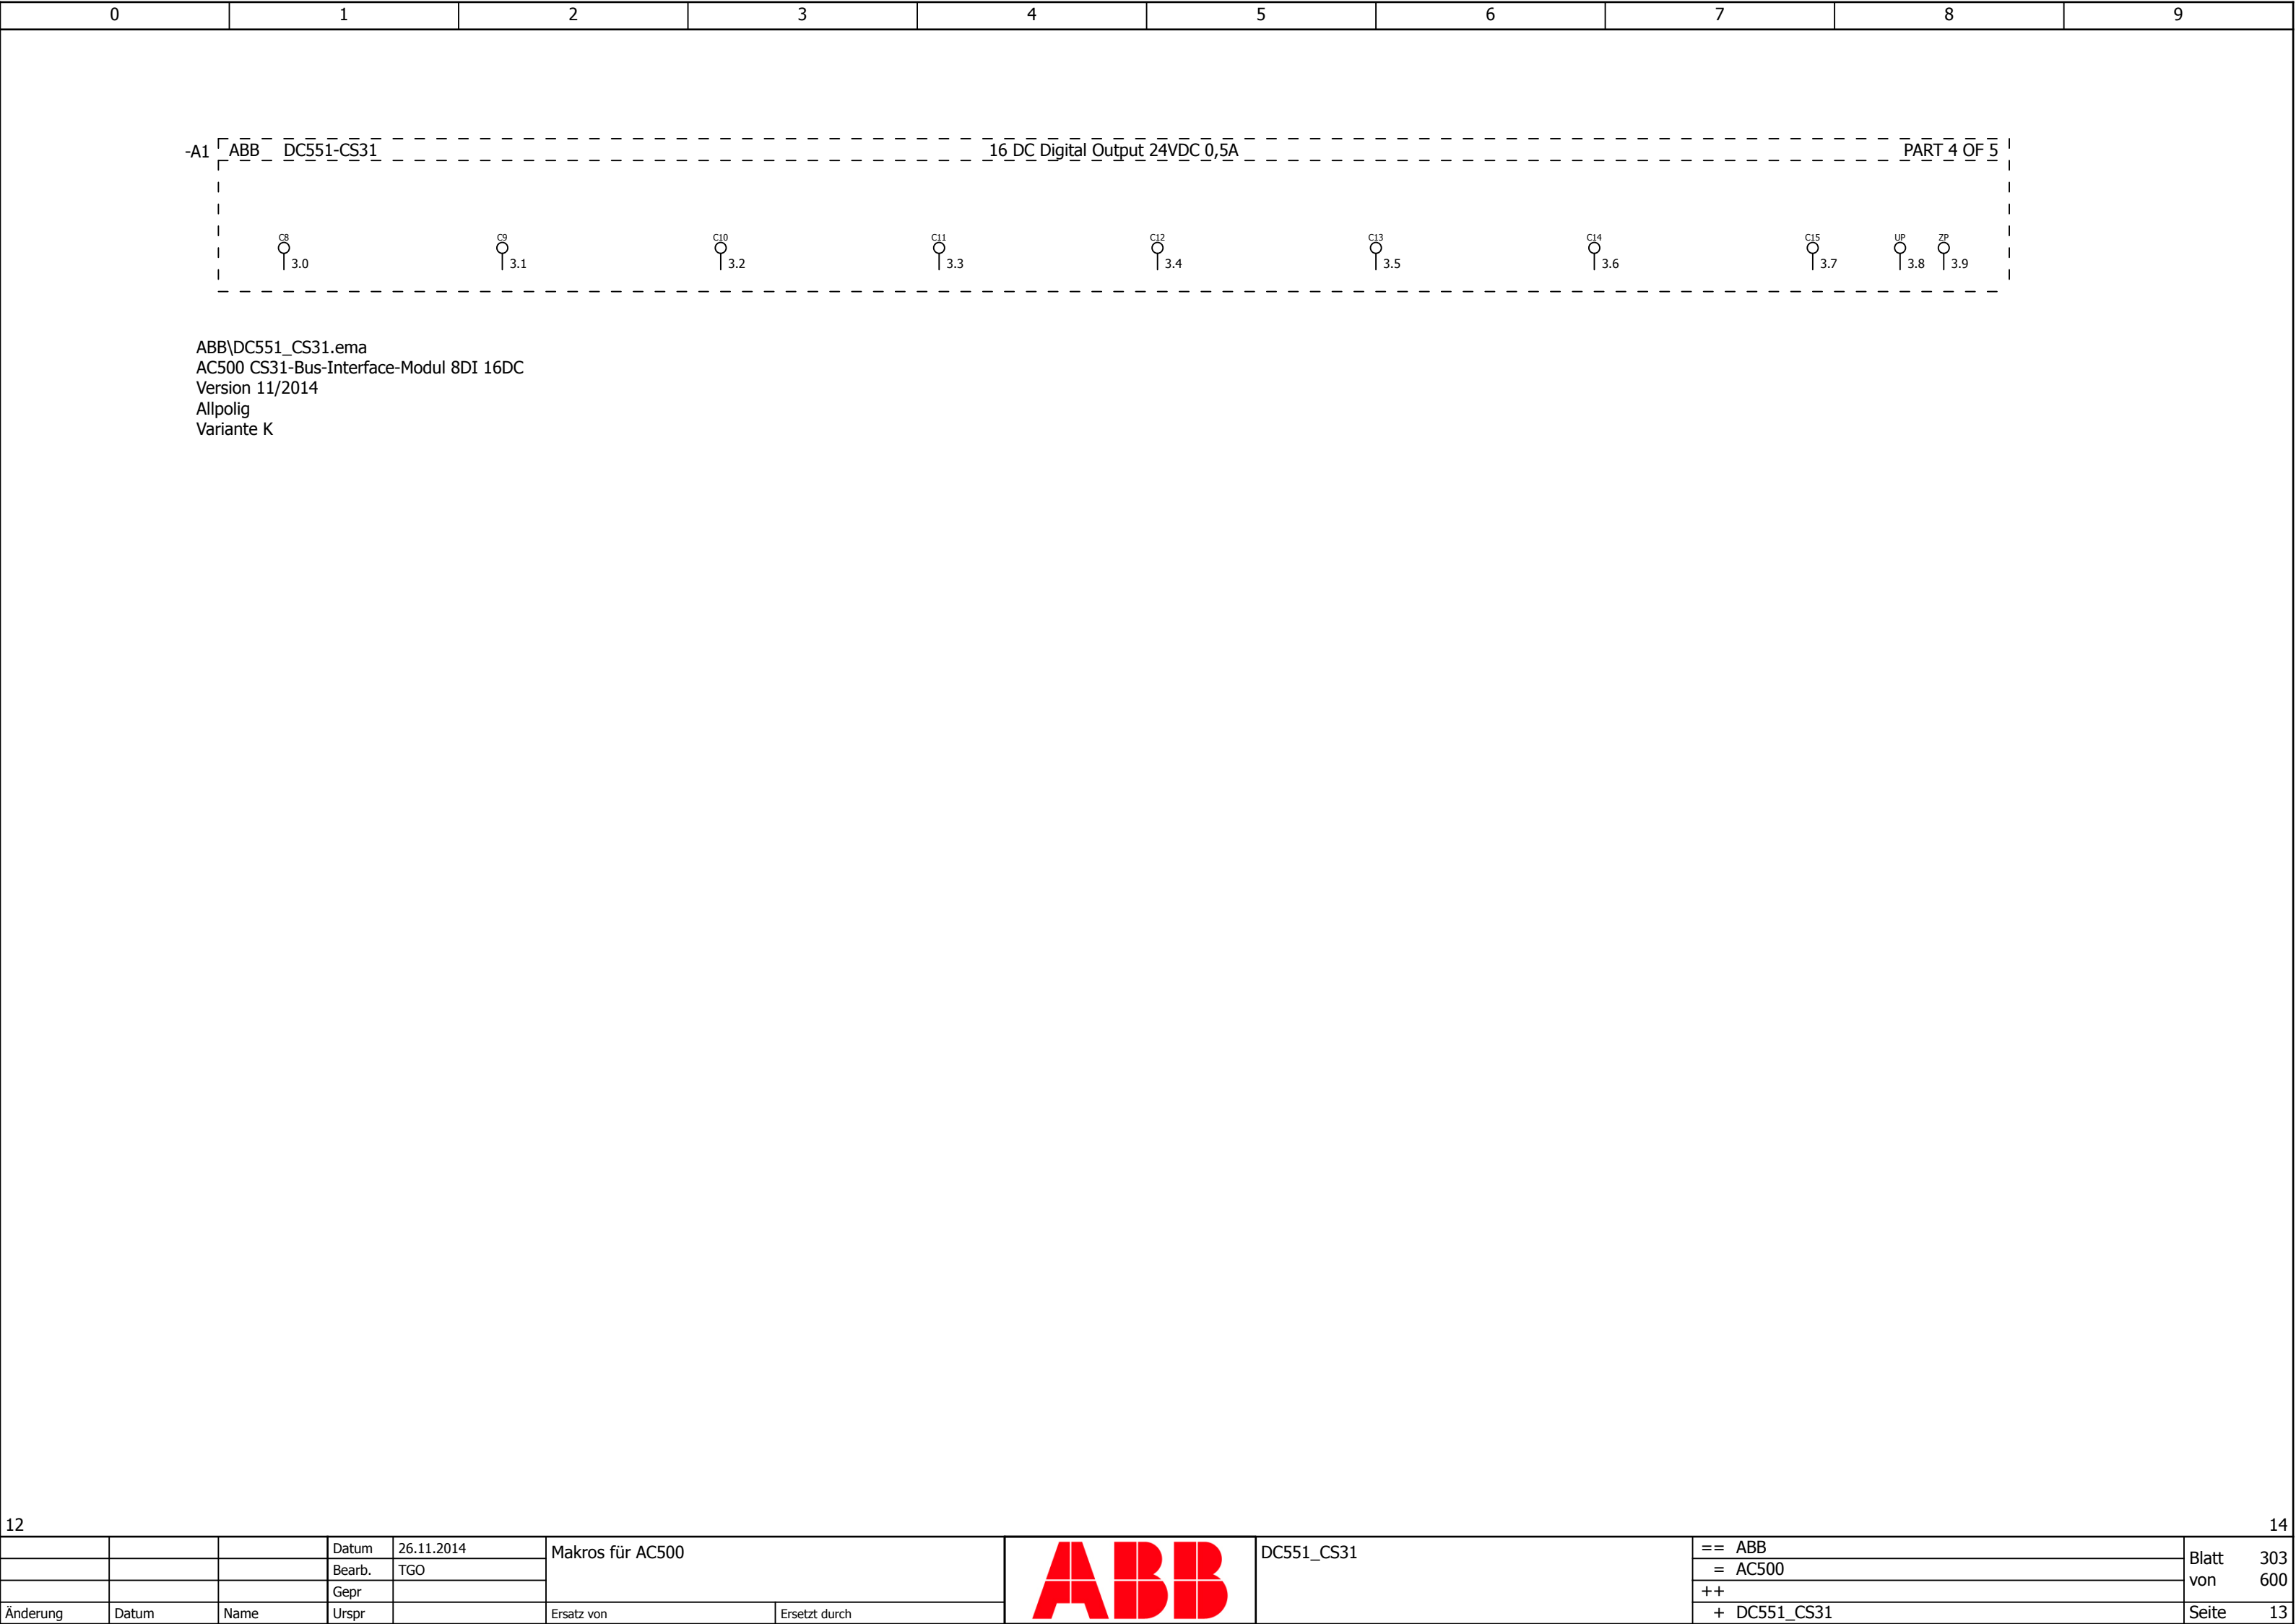 0 1 2 3 4 5 6 7 8 9
-A1 ABB DC551-CS31 16 DC Digital Output 24VDC 0,5A PART 4 OF 5
C8 C9 C10 C11 C12 C13 C14 C15 UP ZP
3.0 3.1 3.2 3.3 3.4 3.5 3.6 3.7 3.8 3.9
ABB\DC551_CS31.ema
AC500 CS31-Bus-Interface-Modul 8DI 16DC
Version 11/2014
Allpolig
Variante K
12 14
Datum 26.11.2014 Makros für AC500 ABB DC551_CS31 == ABB Blatt 303
Bearb. TGO = AC500 von 600
Gepr ++
Änderung Datum Name Urspr Ersatz von Ersetzt durch + DC551_CS31 Seite 13